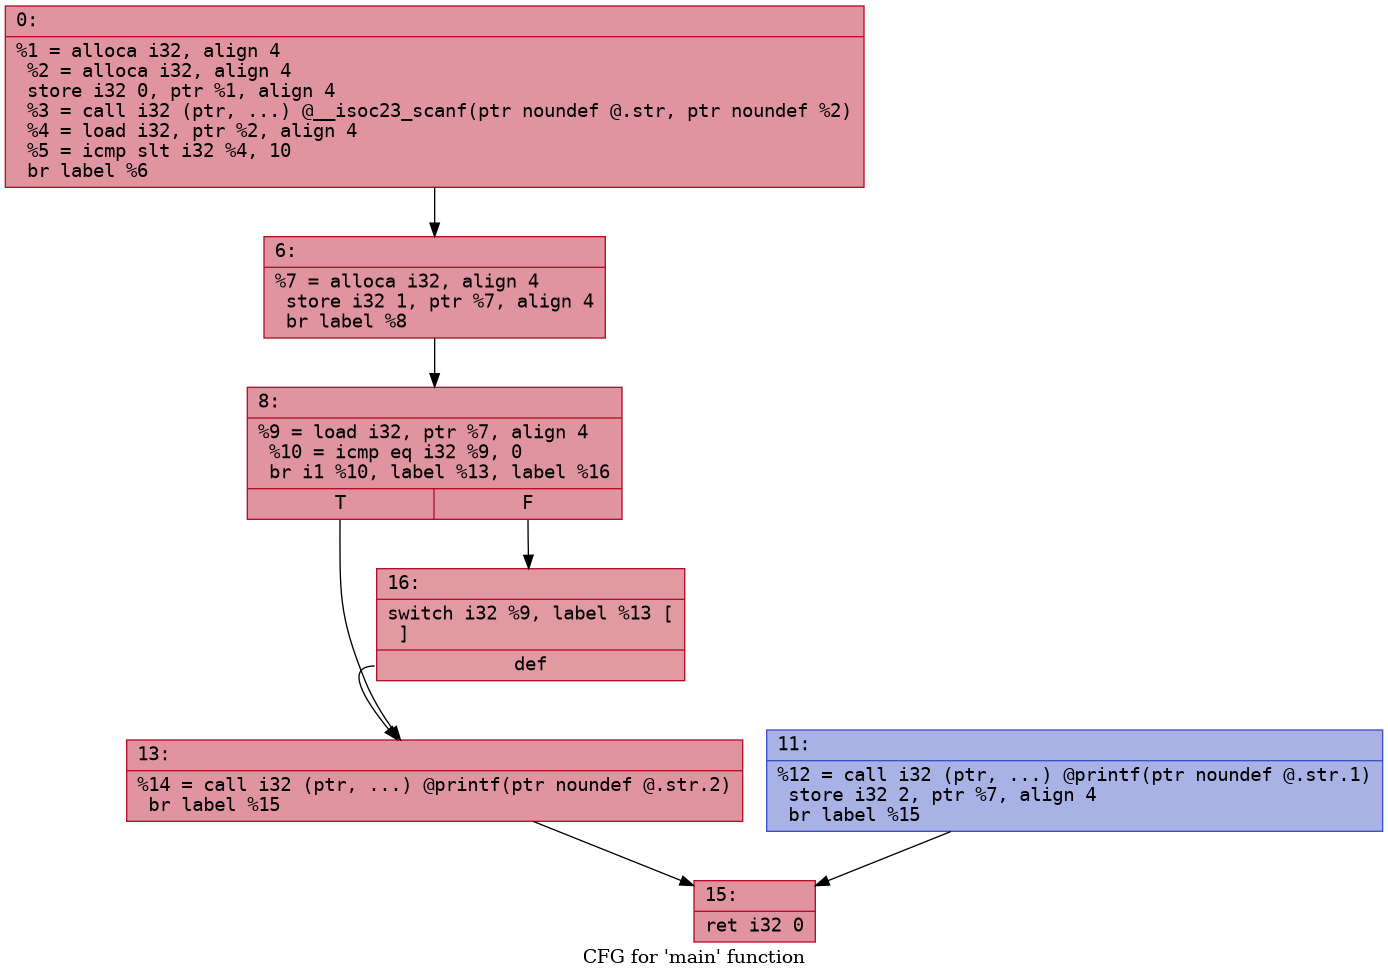 0:
%1 = alloca i32, align 4
%2 = alloca i32, align 4
store i32 0, ptr %1, align 4
%3 = call i32 (ptr, ...) @__isoc23_scanf(ptr noundef @.str, ptr noundef %2)
%4 = load i32, ptr %2, align 4
%5 = icmp slt i32 %4, 10
br label %6
6:
%7 = alloca i32, align 4
store i32 1, ptr %7, align 4
br label %8
8:
%9 = load i32, ptr %7, align 4
%10 = icmp eq i32 %9, 0
br i1 %10, label %13, label %16
T F
16:
switch i32 %9, label %13 [
]
def
13:
%14 = call i32 (ptr, ...) @printf(ptr noundef @.str.2)
br label %15
11:
%12 = call i32 (ptr, ...) @printf(ptr noundef @.str.1)
store i32 2, ptr %7, align 4
br label %15
15:
ret i32 0
CFG for 'main' function